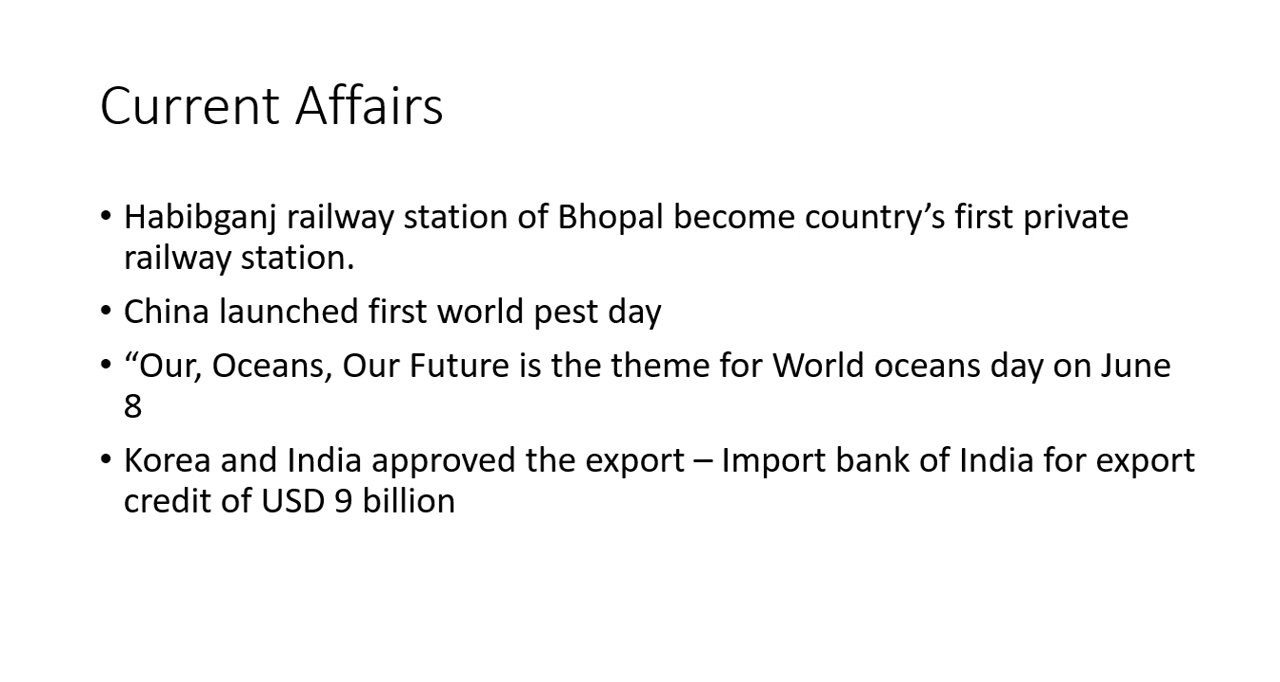 Current Affairs
• Habibganj railway station of Bhopal become country’s first private
railway station.
• China launched first world pest day
• “Our, Oceans, Our Future is the theme for World oceans day on June
8
• Korea and India approved the export – Import bank of India for export
credit of USD 9 billion